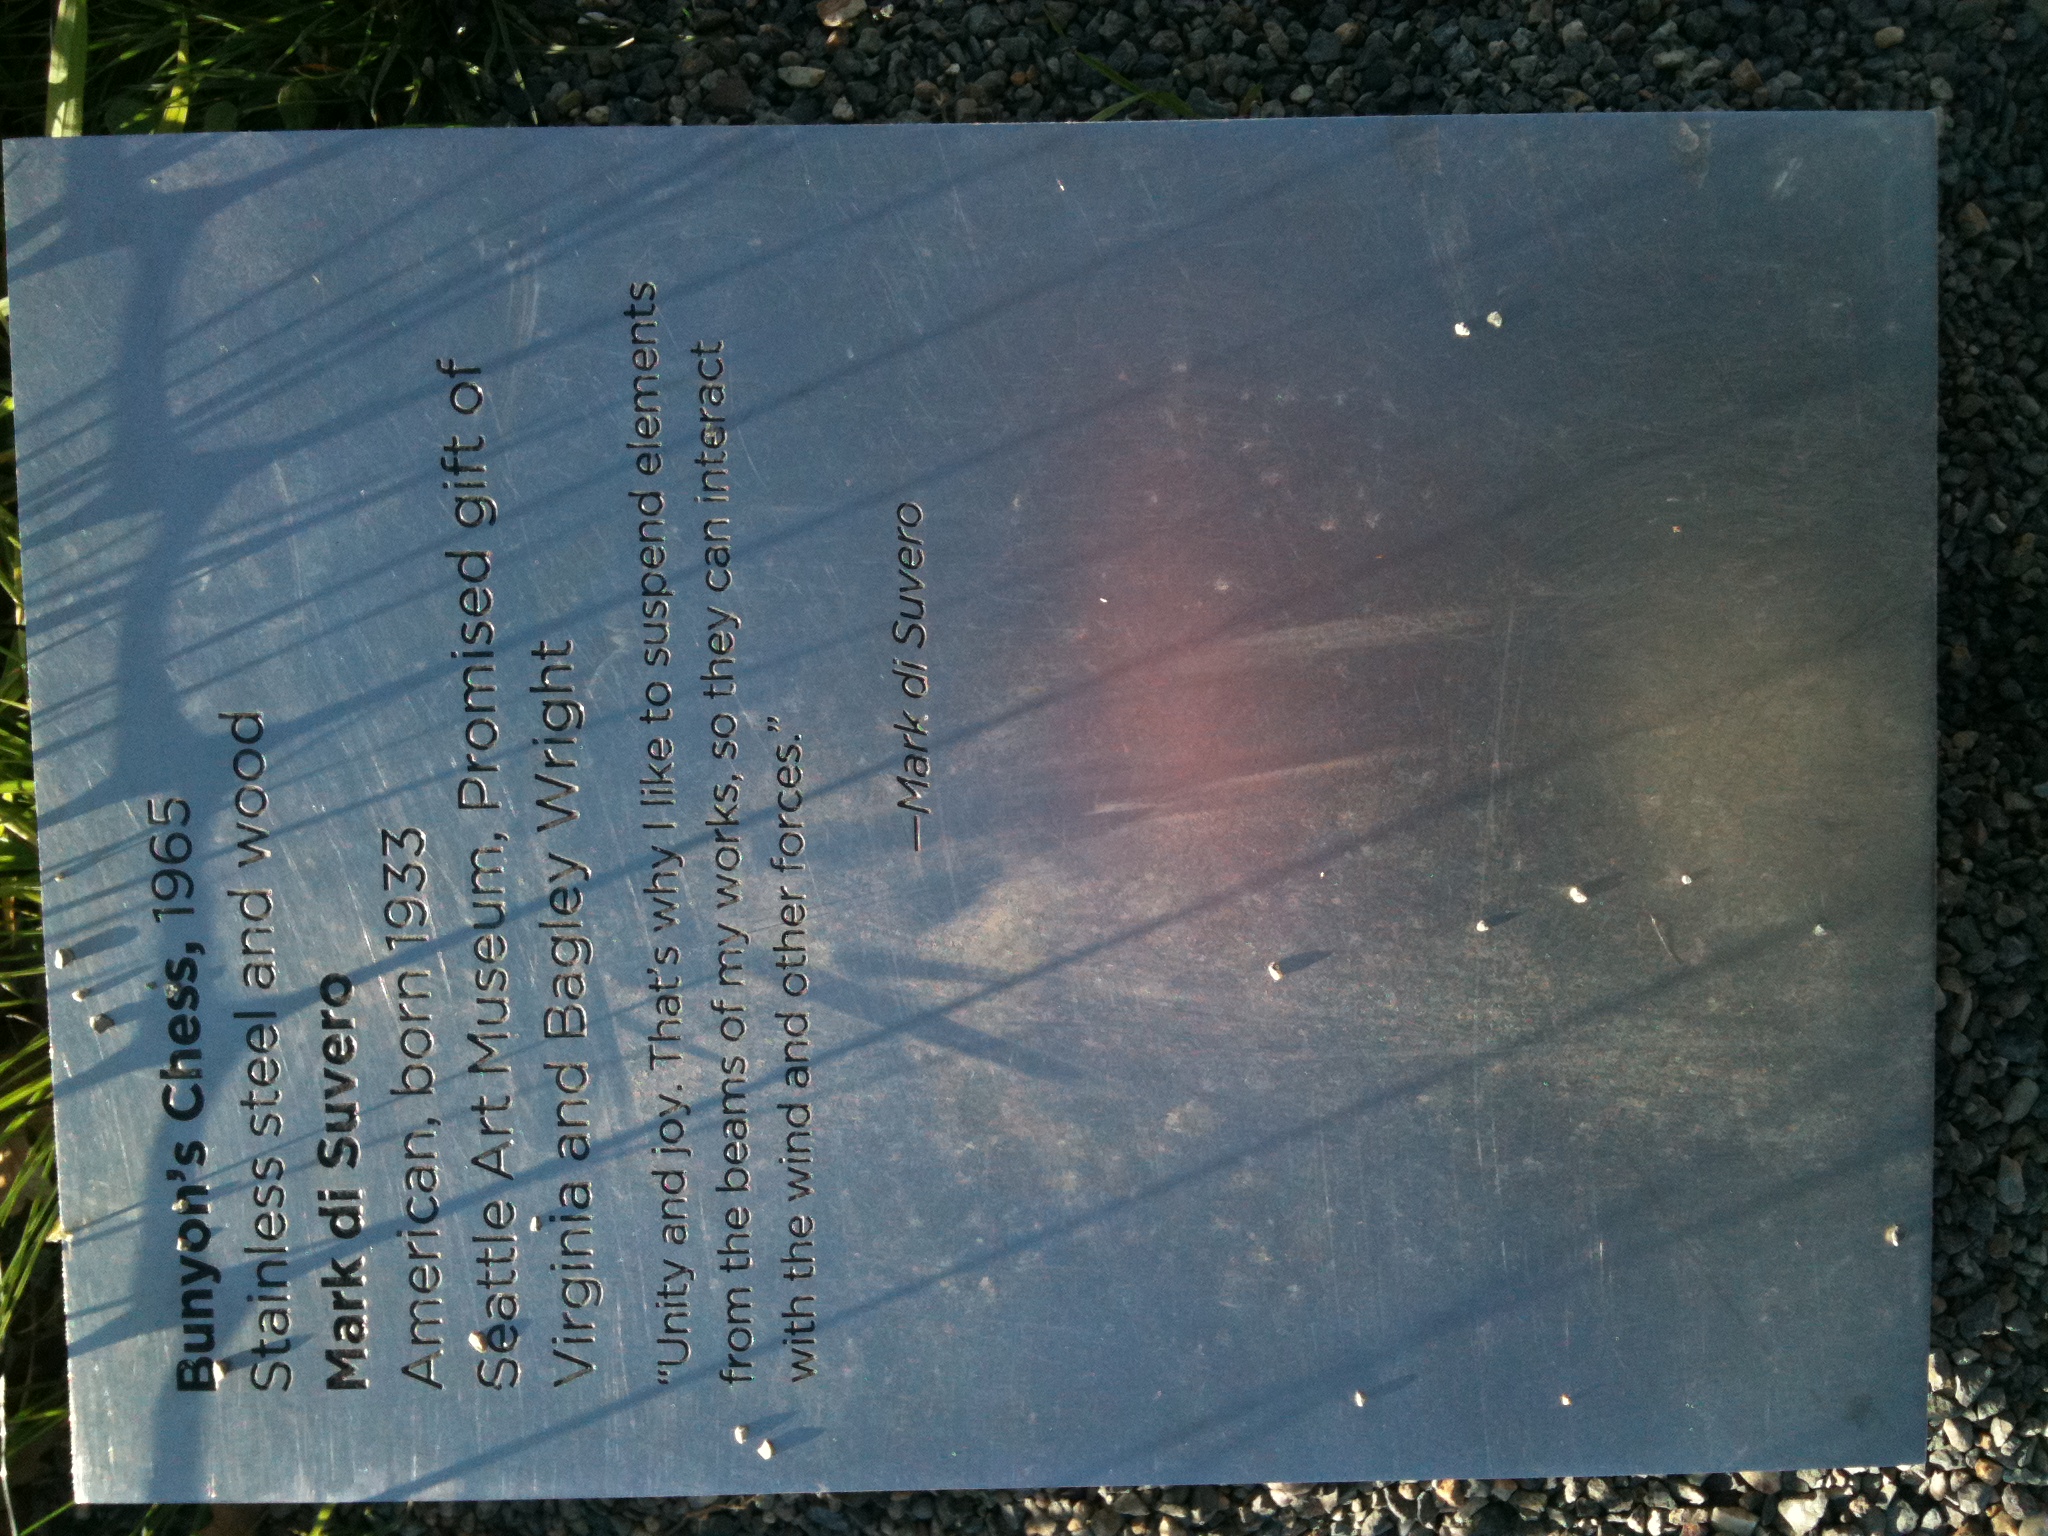 Bunyon's Chess, 1965
Stainless steel and wood
Mark di Suvero
American, born 1933
Seattle Art Museum, Promised gift of
Virginia and Bagley Wright
“Unity and joy. That's why I like to suspend elements
from the beams of my works, so they can interact
with the wind and other forces.”
—Mark di Suvero